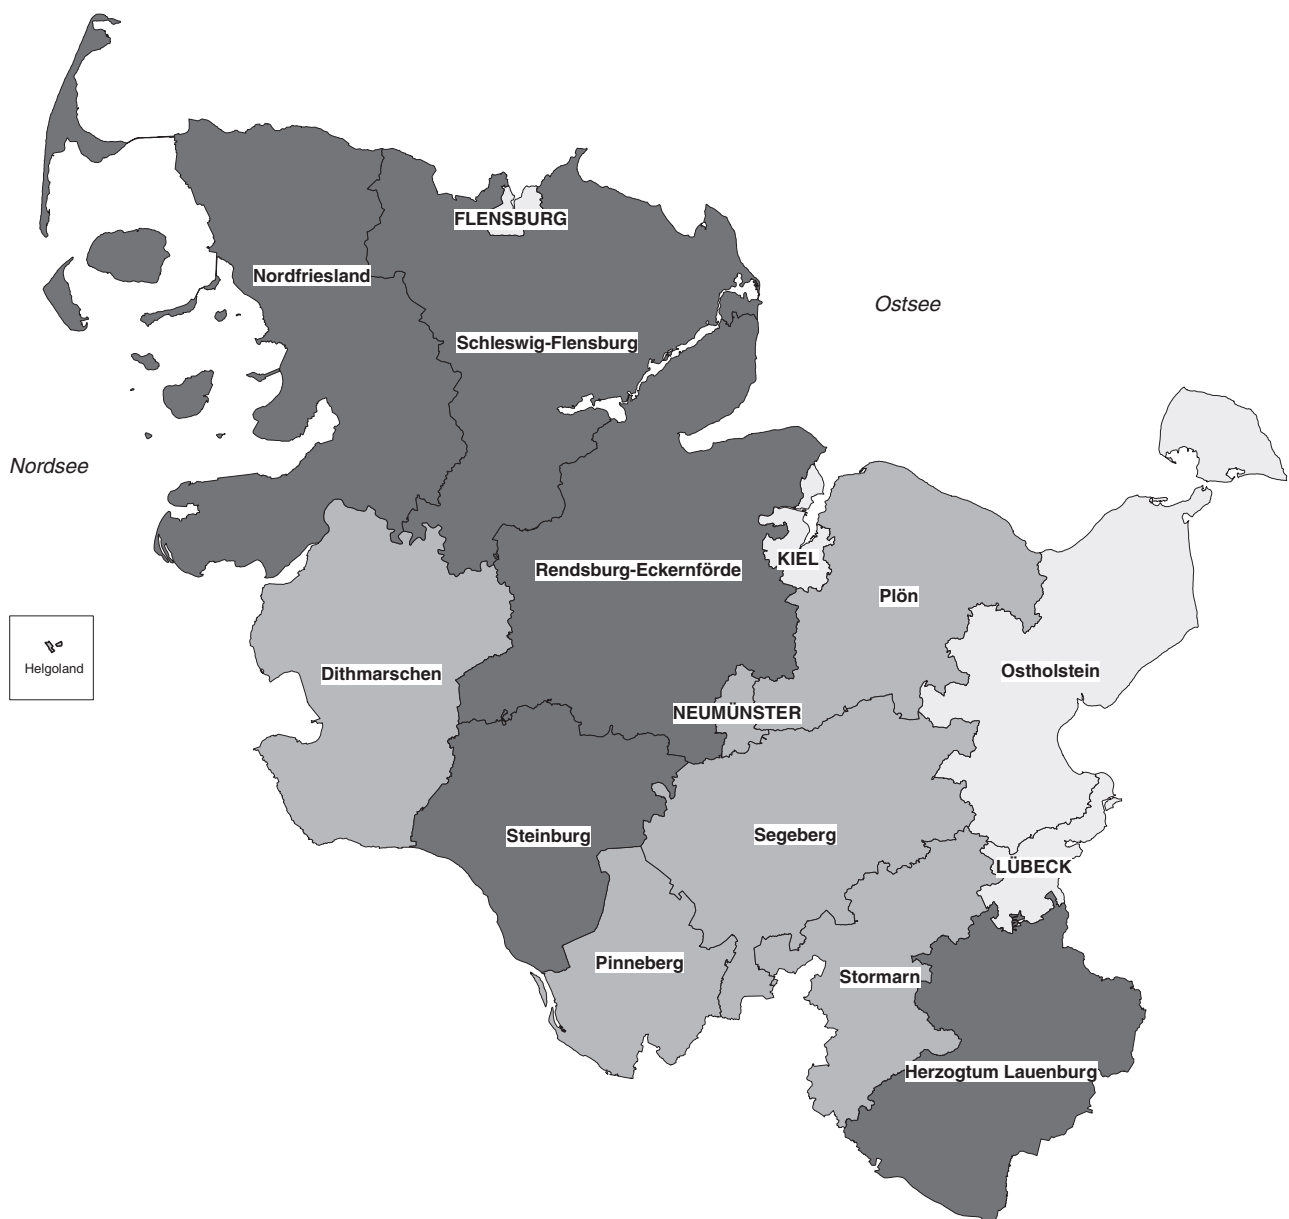 FLENSBURG
Nordfriesland
Ostsee
Schleswig-Flensburg
Nordsee
KIEL
Rendsburg-Eckernförde
Plön
Helgoland
Dithmarschen
Ostholstein
NEUMÜNSTER
Steinburg
Segeberg
LÜBECK
Pinneberg
Stormarn
Herzogtum Lauenburg